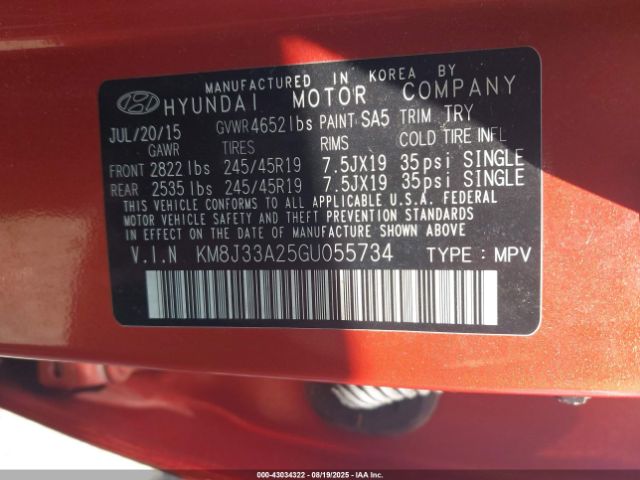 MANUFACTURED IN KOREA BY
HYUNDAI MOTOR COMPANY
JUL/20/15 GVWR 4652 lbs PAINT SA5 TRIM TRY
GAWR TIRES RIMS COLD TIRE INFL
FRONT 2822 lbs 245/45R19 7.5JX19 35psi SINGLE
REAR 2535 lbs 245/45R19 7.5JX19 35psi SINGLE
THIS VEHICLE CONFORMS TO ALL APPLICABLE U.S.A. FEDERAL
MOTOR VEHICLE SAFETY AND THEFT PREVENTION STANDARDS
IN EFFECT ON THE DATE OF MANUFACTURE SHOWN ABOVE.
V.I.N KM8J33A25GU055734 TYPE : MPV
000-43034322 - 08/19/2025 - IAA Inc.